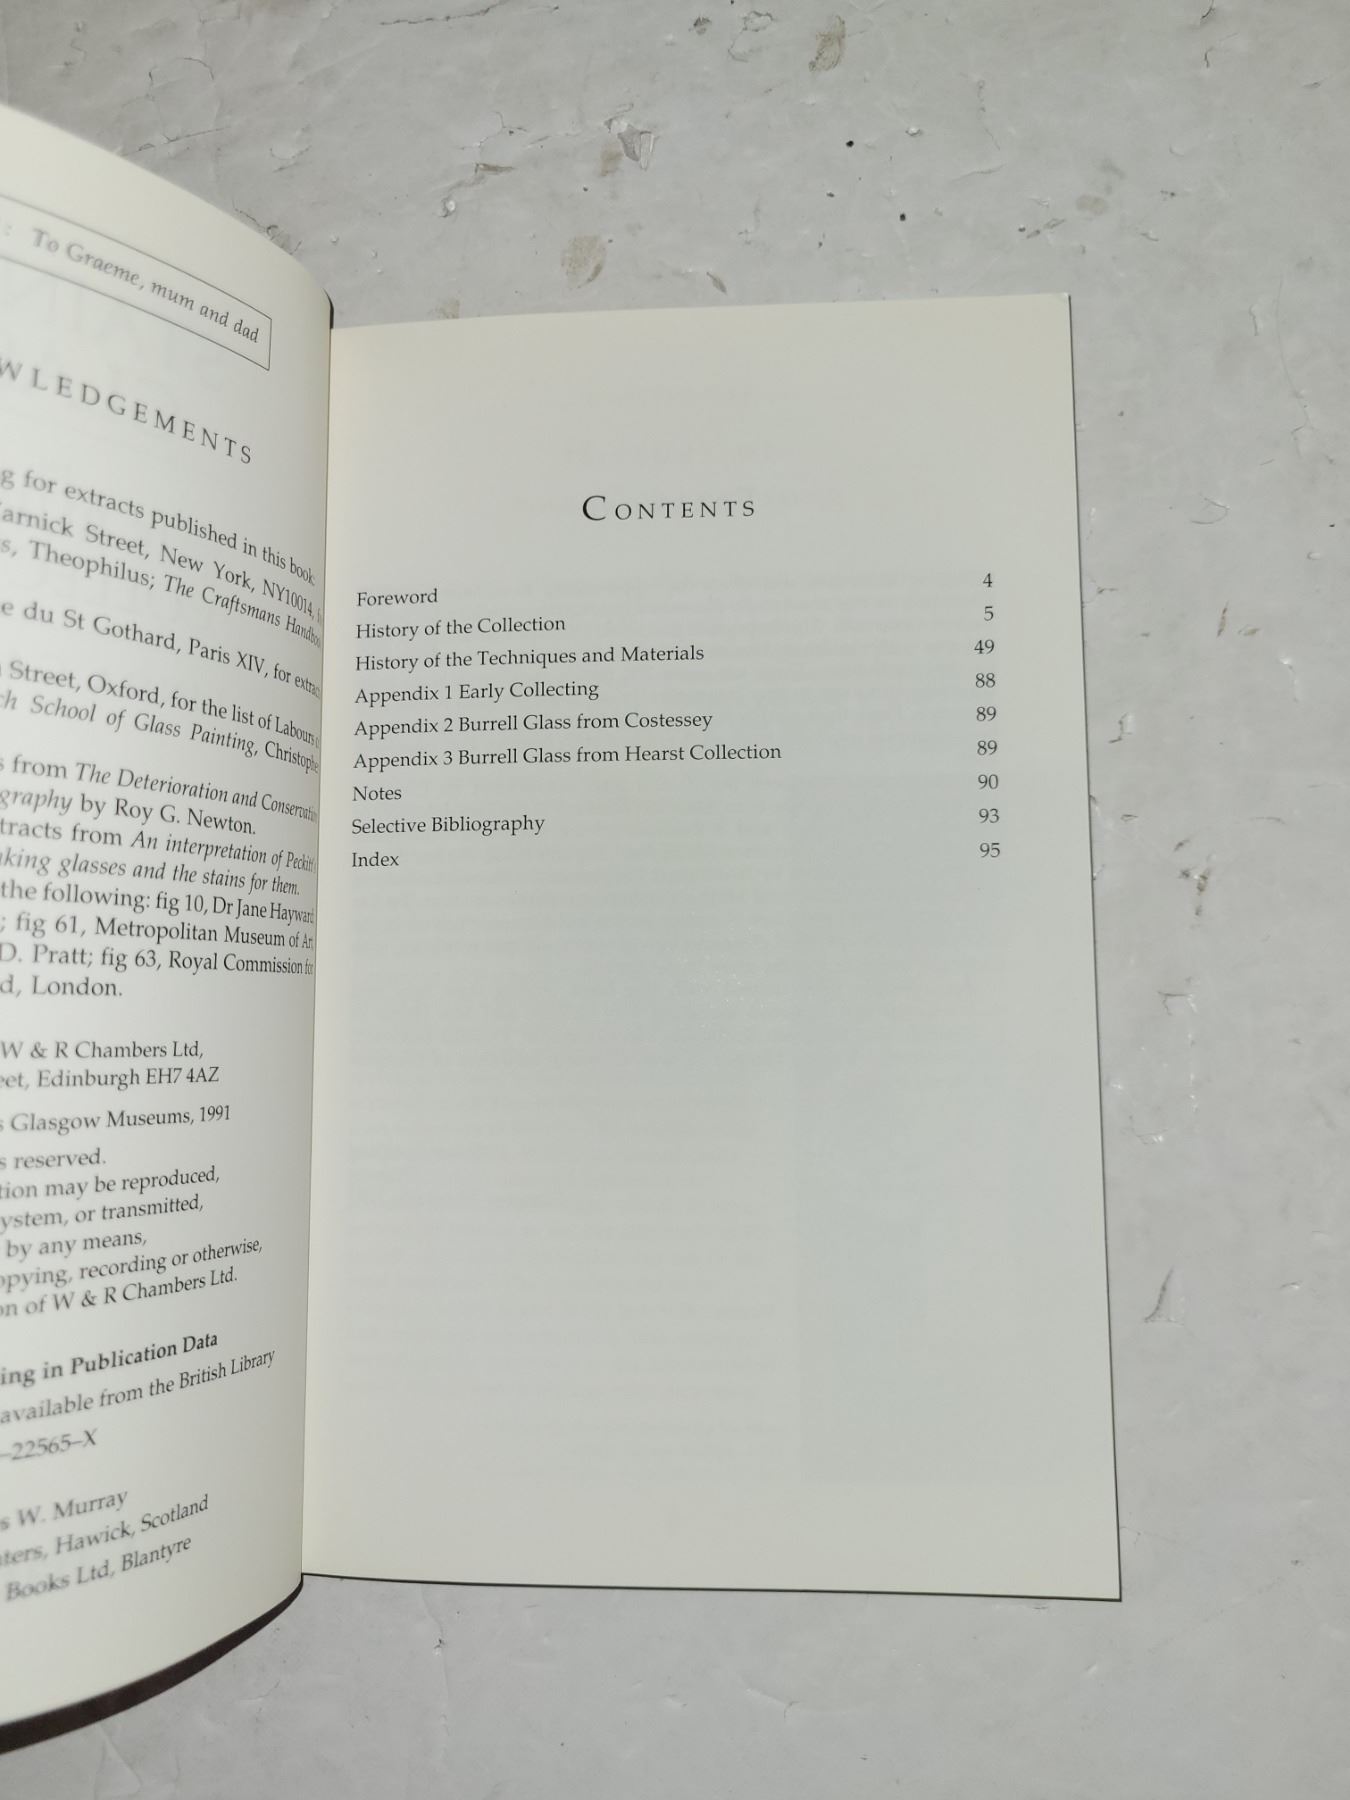 : To Graeme, mum and dad
WLEDGEMENTS
g for extracts published in this book:
arnick Street, New York, NY10014,
s, Theophilus; The Craftsmans Handboo
e du St Gothard, Paris XIV, for extrac
Street, Oxford, for the list of Labours
ch School of Glass Painting, Christophe
s from The Deterioration and Conservati
graphy by Roy G. Newton.
tracts from An interpretation of Peckitt's
king glasses and the stains for them.
the following: fig 10, Dr Jane Hayward
; fig 61, Metropolitan Museum of Ar
D. Pratt; fig 63, Royal Commission for
d, London.
W & R Chambers Ltd,
eet, Edinburgh EH7 4AZ
s Glasgow Museums, 1991
s reserved.
tion may be reproduced,
ystem, or transmitted,
by any means,
opying, recording or otherwise,
on of W & R Chambers Ltd.
ing in Publication Data
available from the British Library
–22565–X
s W. Murray
nters, Hawick, Scotland
Books Ltd, Blantyre
CONTENTS
Foreword 4
History of the Collection 5
History of the Techniques and Materials 49
Appendix 1 Early Collecting 88
Appendix 2 Burrell Glass from Costessey 89
Appendix 3 Burrell Glass from Hearst Collection 89
Notes 90
Selective Bibliography 93
Index 95